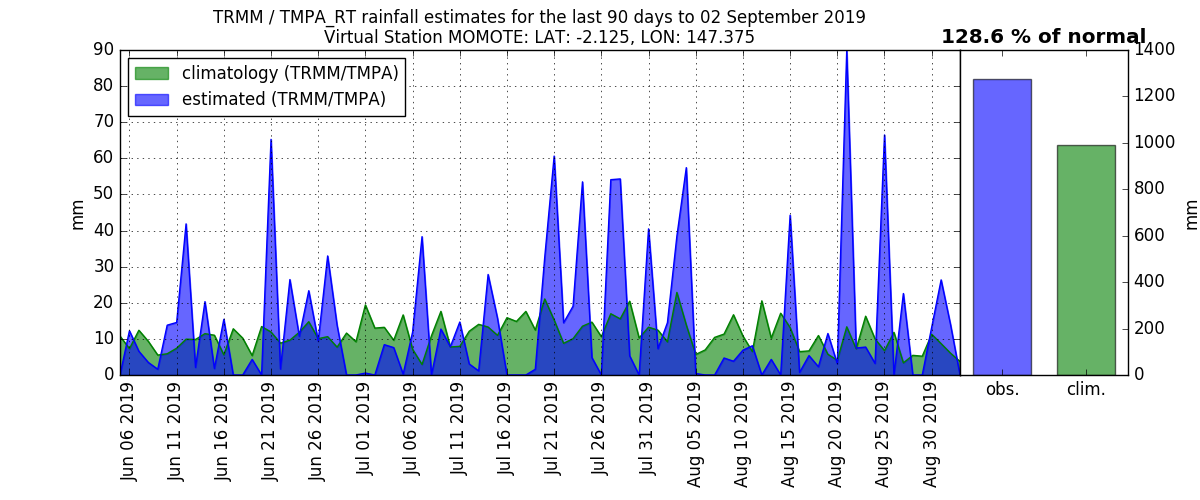 TRMM / TMPA_RT rainfall estimates for the last 90 days to 02 September 2019
Virtual Station MOMOTE: LAT: -2.125, LON: 147.375
128.6 % of normal
climatology (TRMM/TMPA)
estimated (TRMM/TMPA)
mm
90
80
70
60
50
40
30
20
10
0
Jun 06 2019
Jun 11 2019
Jun 16 2019
Jun 21 2019
Jun 26 2019
Jul 01 2019
Jul 06 2019
Jul 11 2019
Jul 16 2019
Jul 21 2019
Jul 26 2019
Jul 31 2019
Aug 05 2019
Aug 10 2019
Aug 15 2019
Aug 20 2019
Aug 25 2019
Aug 30 2019
obs.
clim.
1400
1200
1000
800
600
400
200
0
mm